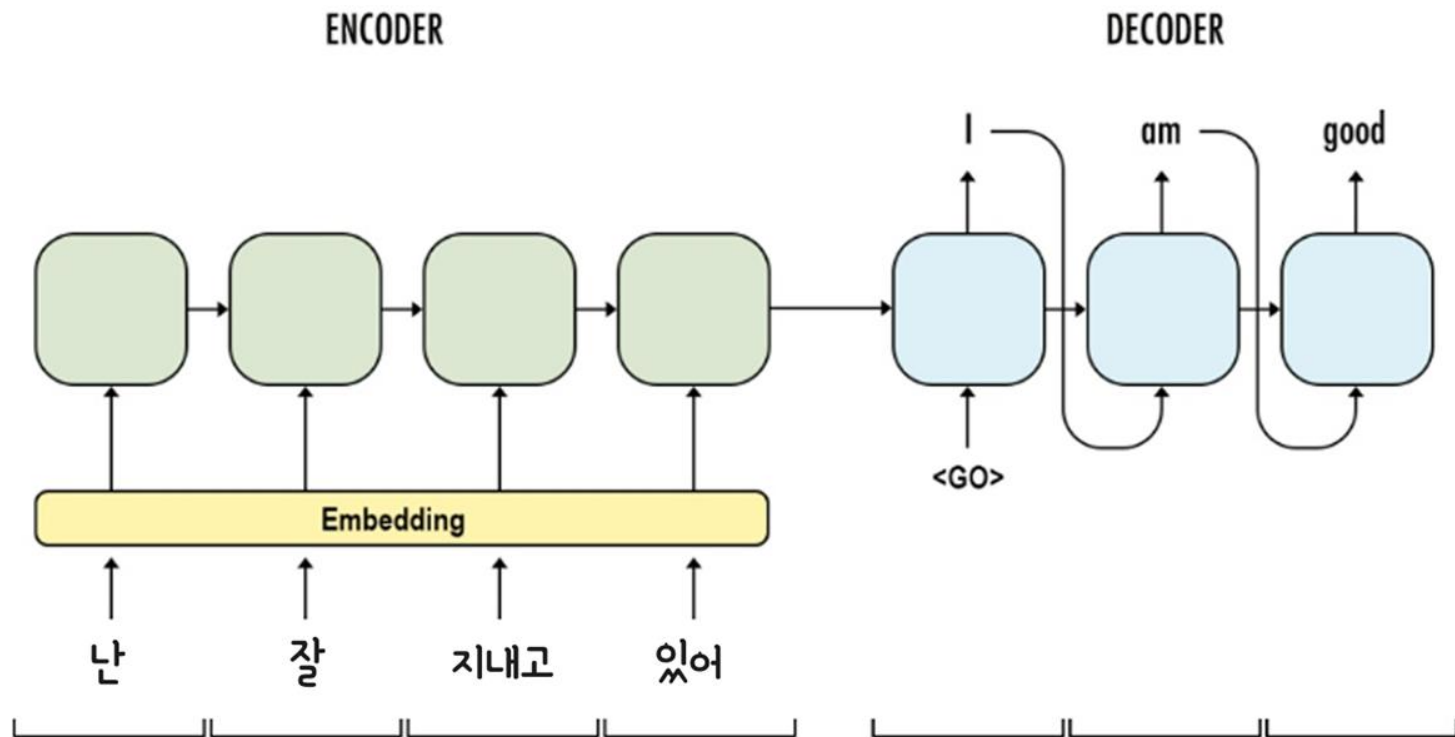 ENCODER DECODER
I am good
<GO>
Embedding
난 잘 지내고 있어